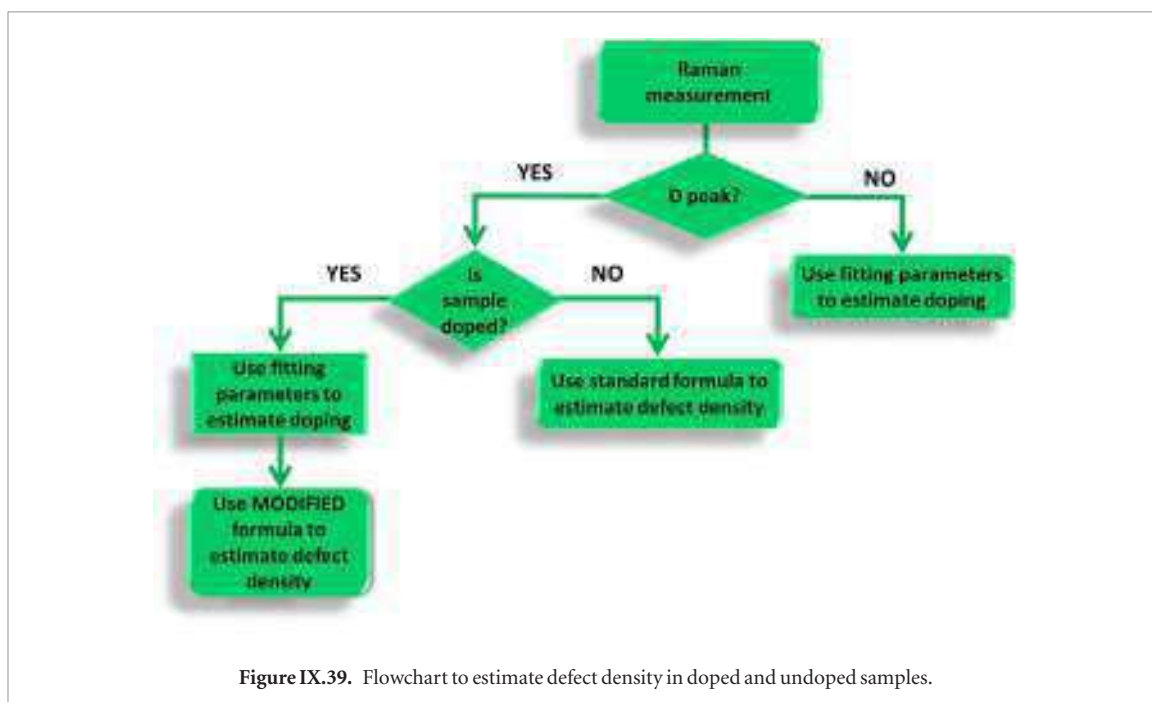 Raman
measurement
YES
D peak?
NO
Use fitting parameters
to estimate doping
YES
Is
sample
doped?
NO
Use fitting
parameters to
estimate doping
Use standard formula to
estimate defect density
Use MODIFIED
formula to
estimate defect
density
Figure IX.39. Flowchart to estimate defect density in doped and undoped samples.